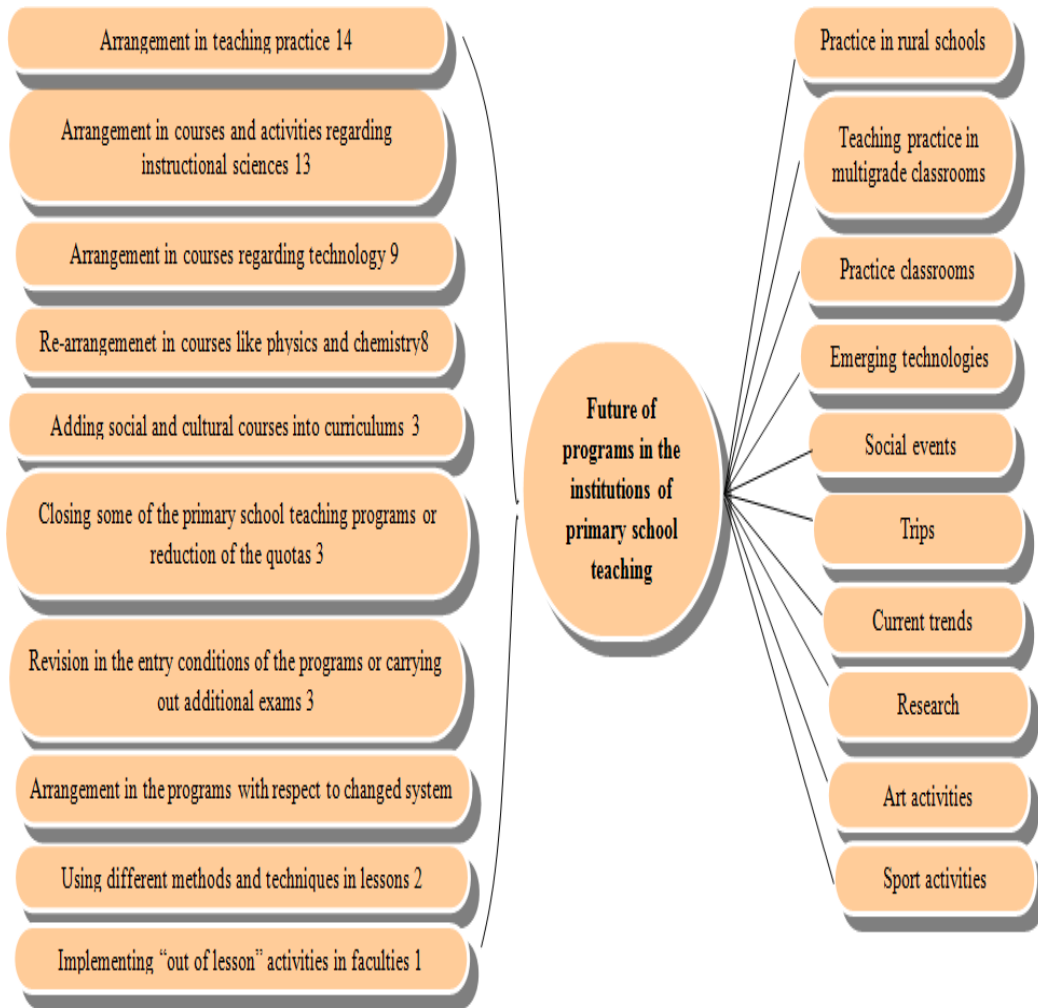 Arrangement in teaching practice 14
Arrangement in courses and activities regarding
instructional sciences 13
Arrangement in courses regarding technology 9
Re-arrangemenet in courses like physics and chemistry8
Adding social and cultural courses into curriculums 3
Closing some of the primary school teaching programs or
reduction of the quotas 3
Revision in the entry conditions of the programs or carrying
out additional exams 3
Arrangement in the programs with respect to changed system
Using different methods and techniques in lessons 2
Implementing “out of lesson” activities in faculties 1
Future of
programs in the
institutions of
primary school
teaching
Practice in rural schools
Teaching practice in
multigrade classrooms
Practice classrooms
Emerging technologies
Social events
Trips
Current trends
Research
Art activities
Sport activities